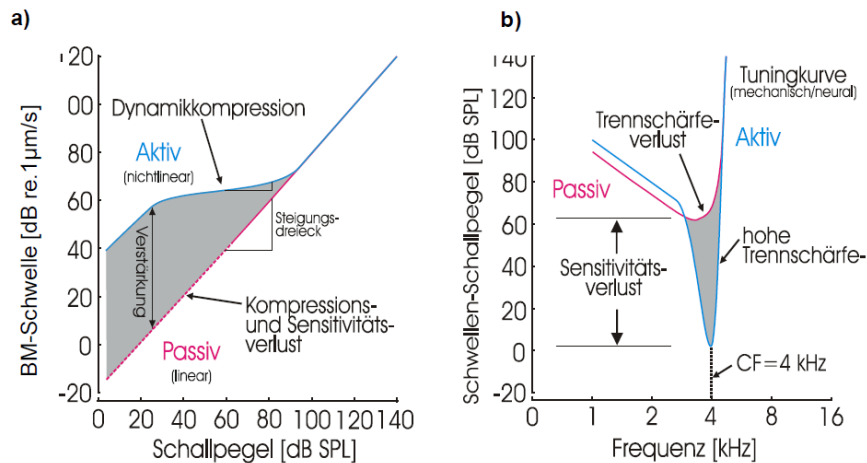 a)
BM-Schwelle [dB re.1µm/s]
20
00
80
60
40
20
0
-20
Dynamikkompression
Aktiv
(nichtlinear)
Verstärkung
Steigungs-
dreieck
Kompressions-
und Sensitivitäts-
verlust
Passiv
(linear)
0 20 40 60 80 100 120 140
Schallpegel [dB SPL]
b)
Schwellen-Schallpegel [dB SPL]
140
120
100
80
60
40
20
0
-20
Tuningkurve
(mechanisch/neural)
Trennschärfe-
verlust
Aktiv
Passiv
Sensitivitäts-
verlust
hohe
Trennschärfe-
CF=4 kHz
0 1 2 4 8 16
Frequenz [kHz]